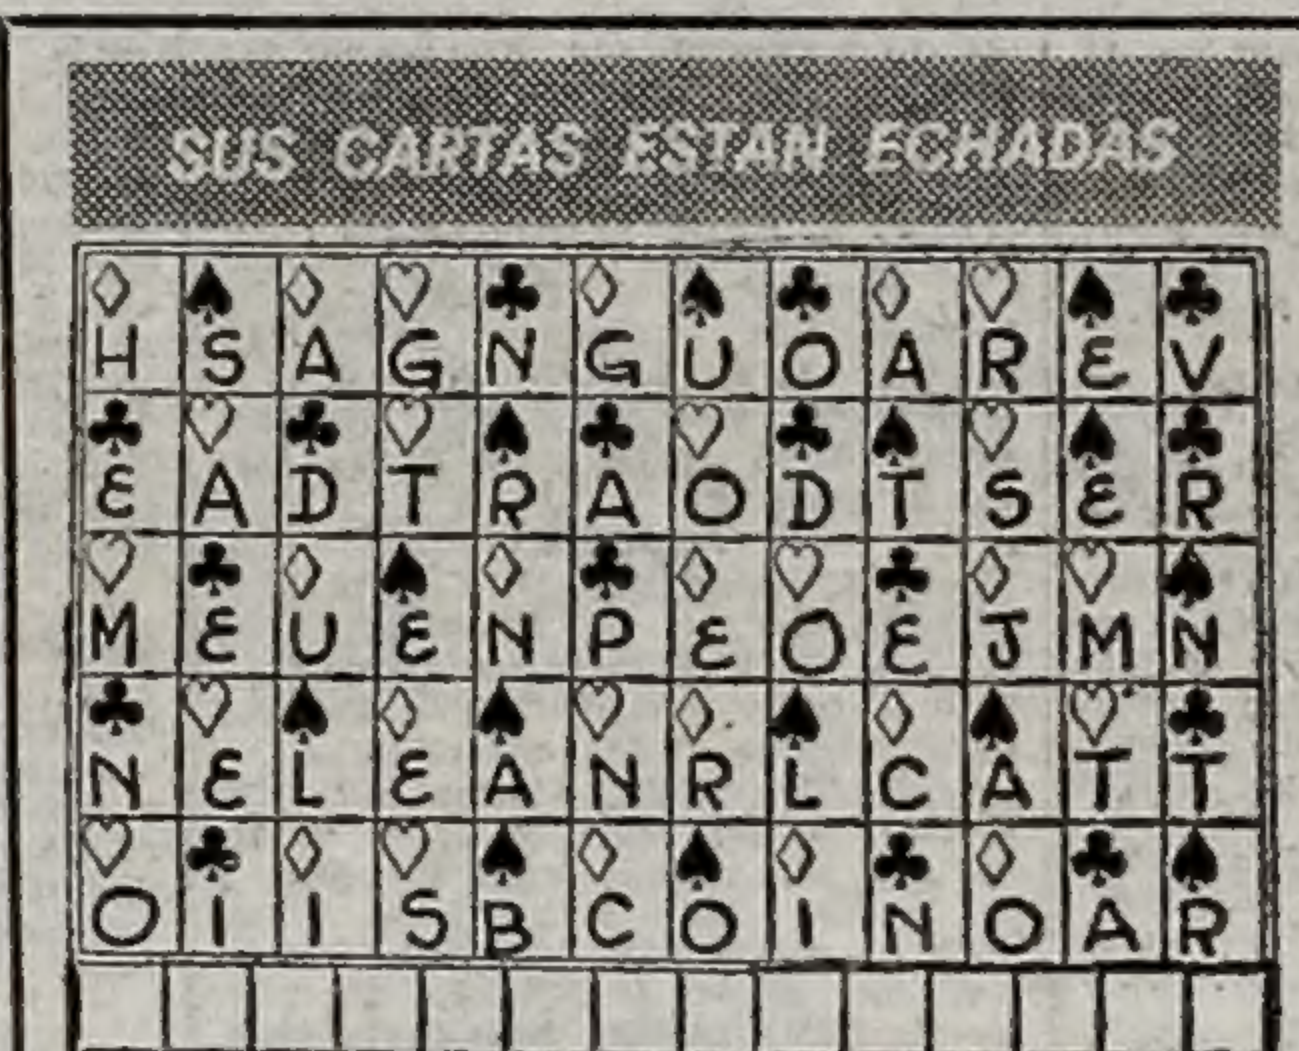 SUS CARTAS ESTAN ECHADAS
♢ ♠ ♢ ♡ ♣ ♢ ♠ ♣ ♢ ♡ ♠ ♣
H S A G N G U O A R E V
♣ ♡ ♣ ♡ ♠ ♣ ♡ ♣ ♠ ♡ ♠ ♣
E A D T R A O D T S E R
♡ ♣ ♢ ♠ ♢ ♣ ♢ ♡ ♣ ♢ ♡ ♠
M E U E N P E O E J M N
♣ ♡ ♠ ♢ ♠ ♡ ♢ ♠ ♢ ♠ ♡ ♣
N E L E A N R L C A T T
♡ ♣ ♢ ♡ ♠ ♢ ♠ ♢ ♣ ♢ ♣ ♠
O I I S B C O I N O A R